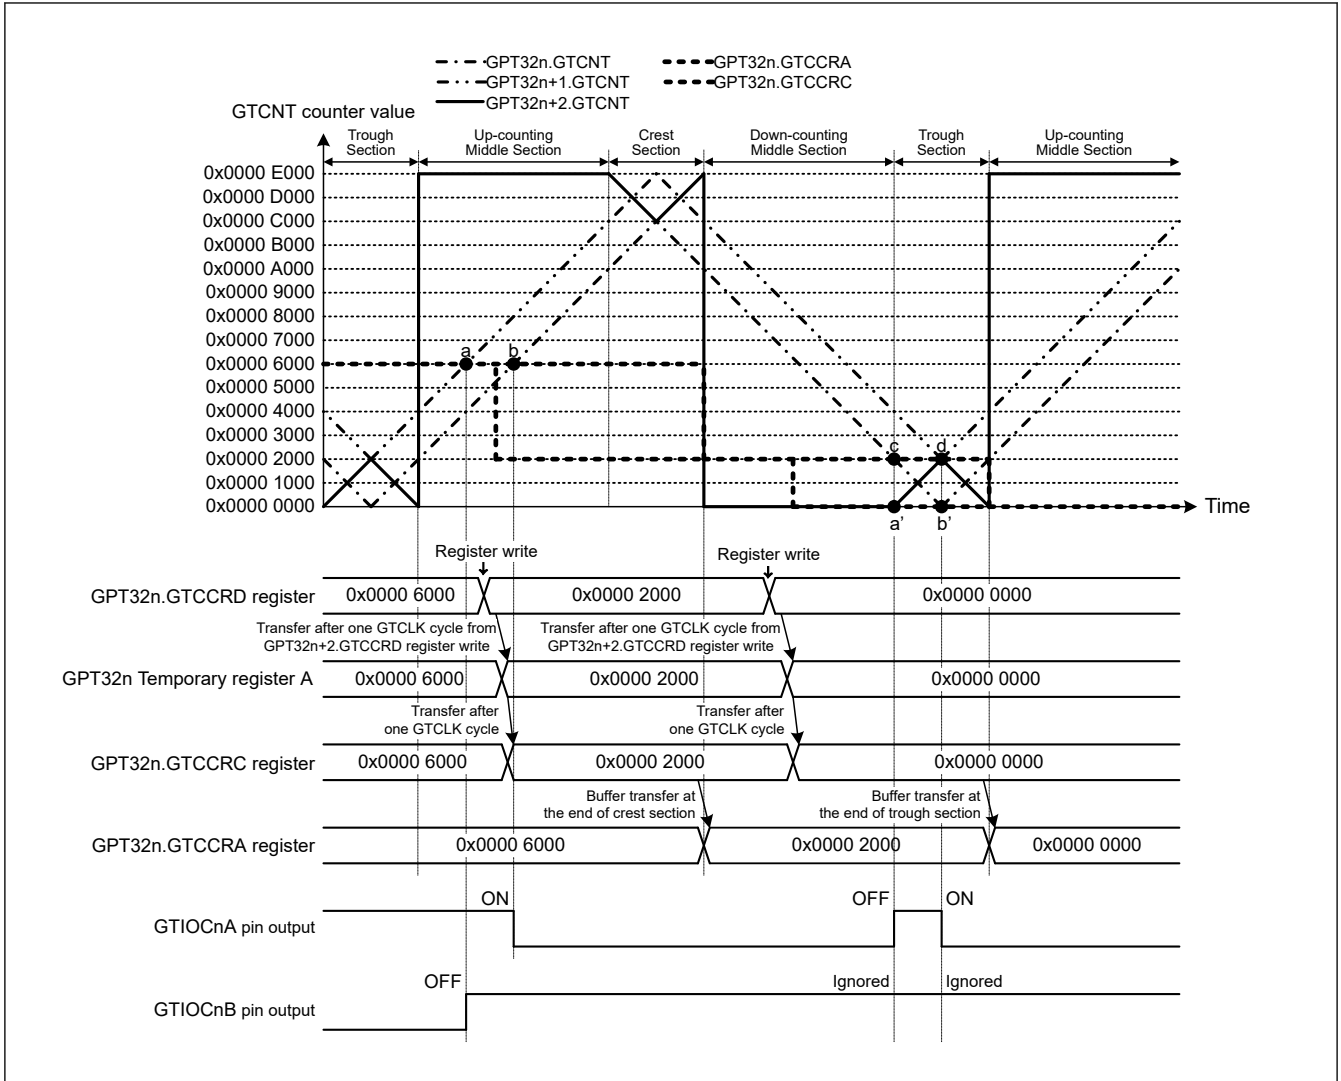 GPT32n.GTCNT
GPT32n+1.GTCNT
GPT32n+2.GTCNT
GPT32n.GTCCRA
GPT32n.GTCCRC
GTCNT counter value
Trough
Section
Up-counting
Middle Section
Crest
Section
Down-counting
Middle Section
Trough
Section
Up-counting
Middle Section
0x0000 E000
0x0000 D000
0x0000 C000
0x0000 B000
0x0000 A000
0x0000 9000
0x0000 8000
0x0000 7000
0x0000 6000
0x0000 5000
0x0000 4000
0x0000 3000
0x0000 2000
0x0000 1000
0x0000 0000
a
b
c
d
a'
b'
Time
Register write
Register write
GPT32n.GTCCRD register
0x0000 6000
0x0000 2000
0x0000 0000
Transfer after one GTCLK cycle from
GPT32n+2.GTCCRD register write
Transfer after one GTCLK cycle from
GPT32n+2.GTCCRD register write
GPT32n Temporary register A
0x0000 6000
0x0000 2000
0x0000 0000
Transfer after
one GTCLK cycle
Transfer after
one GTCLK cycle
GPT32n.GTCCRC register
0x0000 6000
0x0000 2000
0x0000 0000
Buffer transfer at
the end of crest section
Buffer transfer at
the end of trough section
GPT32n.GTCCRA register
0x0000 6000
0x0000 2000
0x0000 0000
GTIOCnA pin output
ON
OFF
ON
GTIOCnB pin output
OFF
Ignored
Ignored